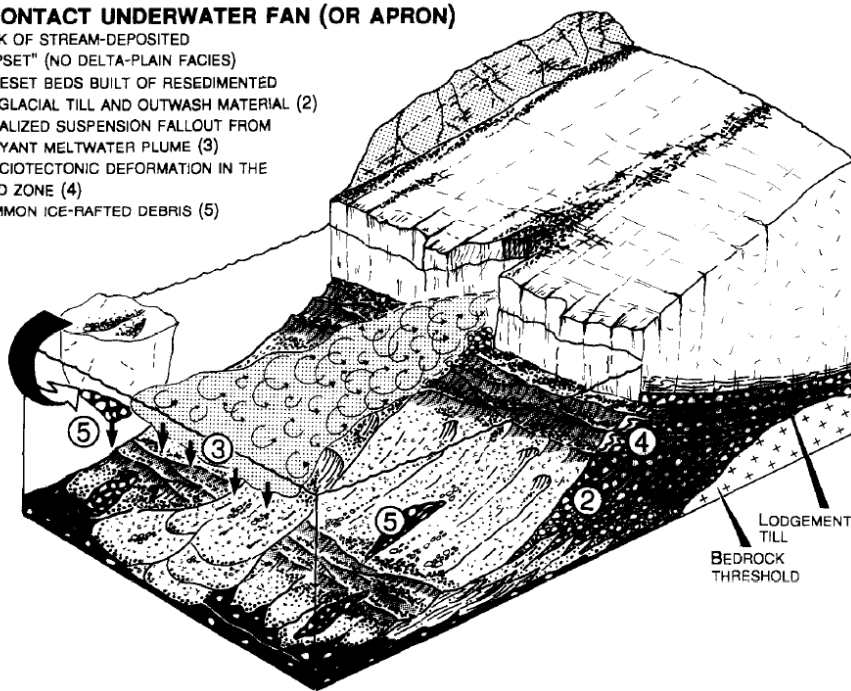 ONTACT UNDERWATER FAN (OR APRON)
K OF STREAM-DEPOSITED
PSET" (NO DELTA-PLAIN FACIES)
ESET BEDS BUILT OF RESEDIMENTED
GLACIAL TILL AND OUTWASH MATERIAL (2)
ALIZED SUSPENSION FALLOUT FROM
YANT MELTWATER PLUME (3)
CIOTECTONIC DEFORMATION IN THE
D ZONE (4)
MMON ICE-RAFTED DEBRIS (5)
5
3
4
2
5
LODGEMENT
TILL
BEDROCK
THRESHOLD